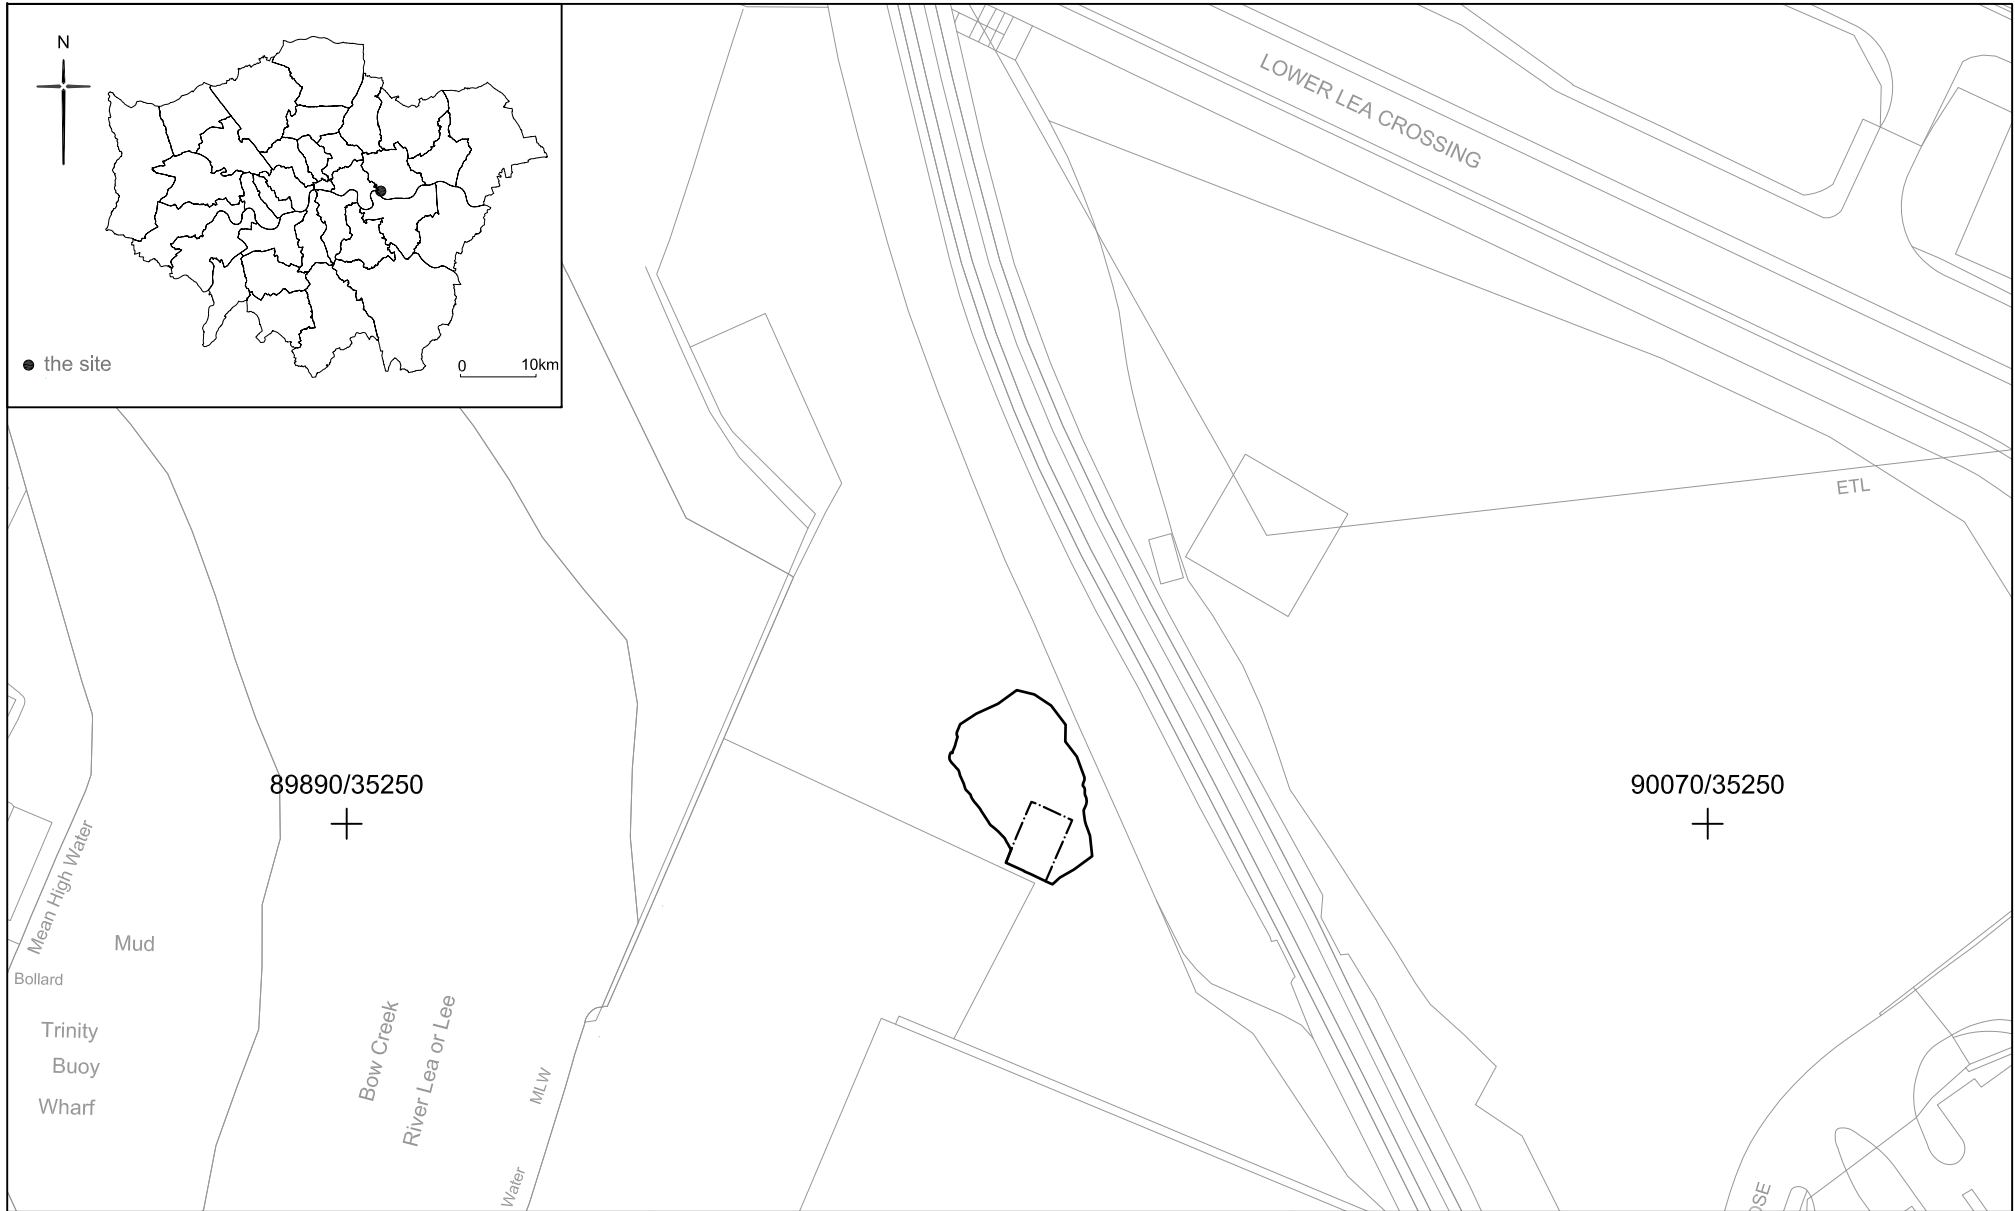 N
the site
0
10km
LOWER LEA CROSSING
ETL
89890/35250
90070/35250
Mean High Water
Mud
Bollard
Trinity
Buoy
Wharf
Bow Creek
River Lea or Lee
MLW
Water